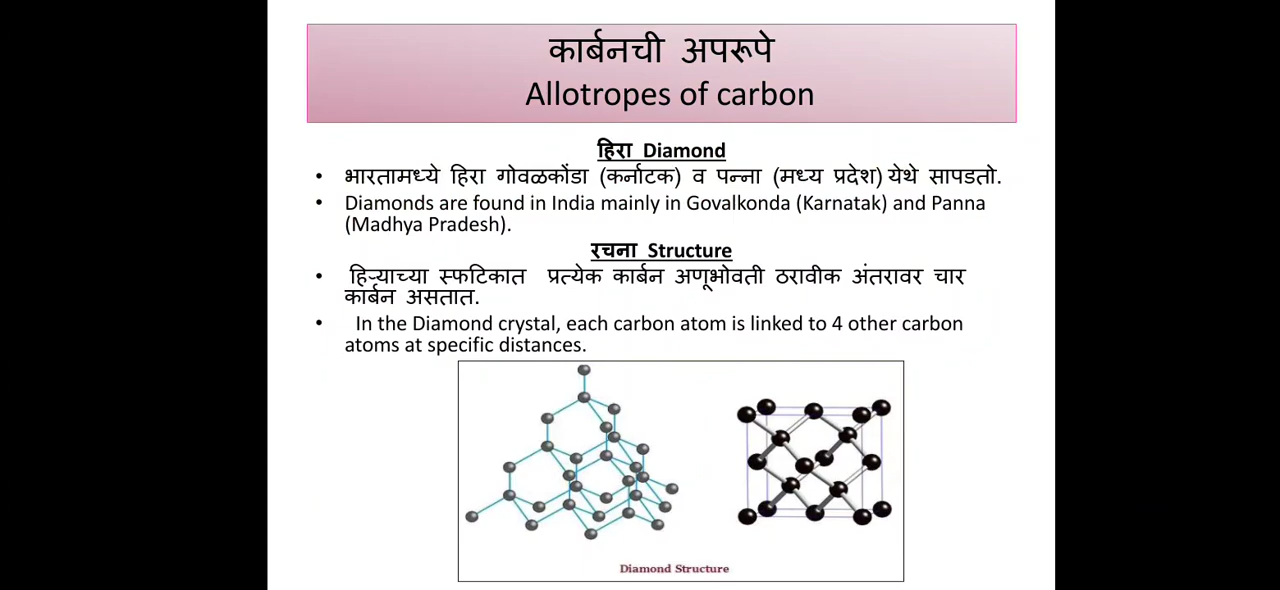 कार्बनची अपरूपे
Allotropes of carbon
हिरा Diamond
• भारतामध्ये हिरा गोवळकोंडा (कर्नाटक) व पन्ना (मध्य प्रदेश) येथे सापडतो.
• Diamonds are found in India mainly in Govalkonda (Karnatak) and Panna
(Madhya Pradesh).
रचना Structure
• हिऱ्याच्या स्फटिकात प्रत्येक कार्बन अणूभोवती ठरावीक अंतरावर चार
कार्बन असतात.
• In the Diamond crystal, each carbon atom is linked to 4 other carbon
atoms at specific distances.
Diamond Structure